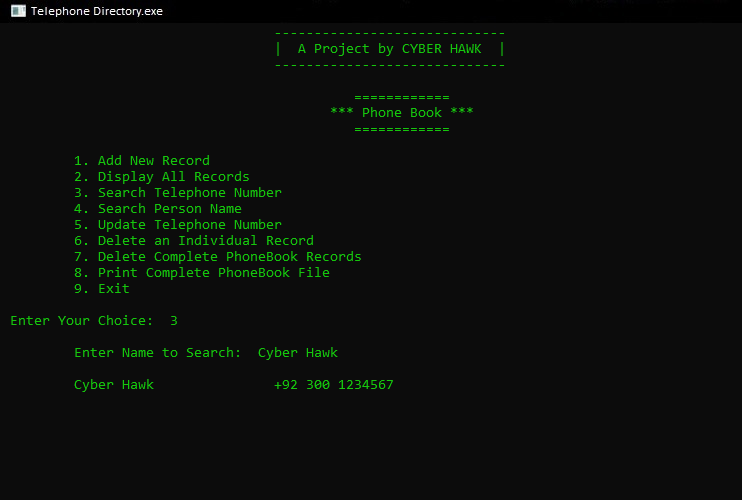 Telephone Directory.exe
-----------------------------
|  A Project by CYBER HAWK  |
-----------------------------
============
*** Phone Book ***
============
1. Add New Record
2. Display All Records
3. Search Telephone Number
4. Search Person Name
5. Update Telephone Number
6. Delete an Individual Record
7. Delete Complete PhoneBook Records
8. Print Complete PhoneBook File
9. Exit
Enter Your Choice:  3
Enter Name to Search:  Cyber Hawk
Cyber Hawk               +92 300 1234567